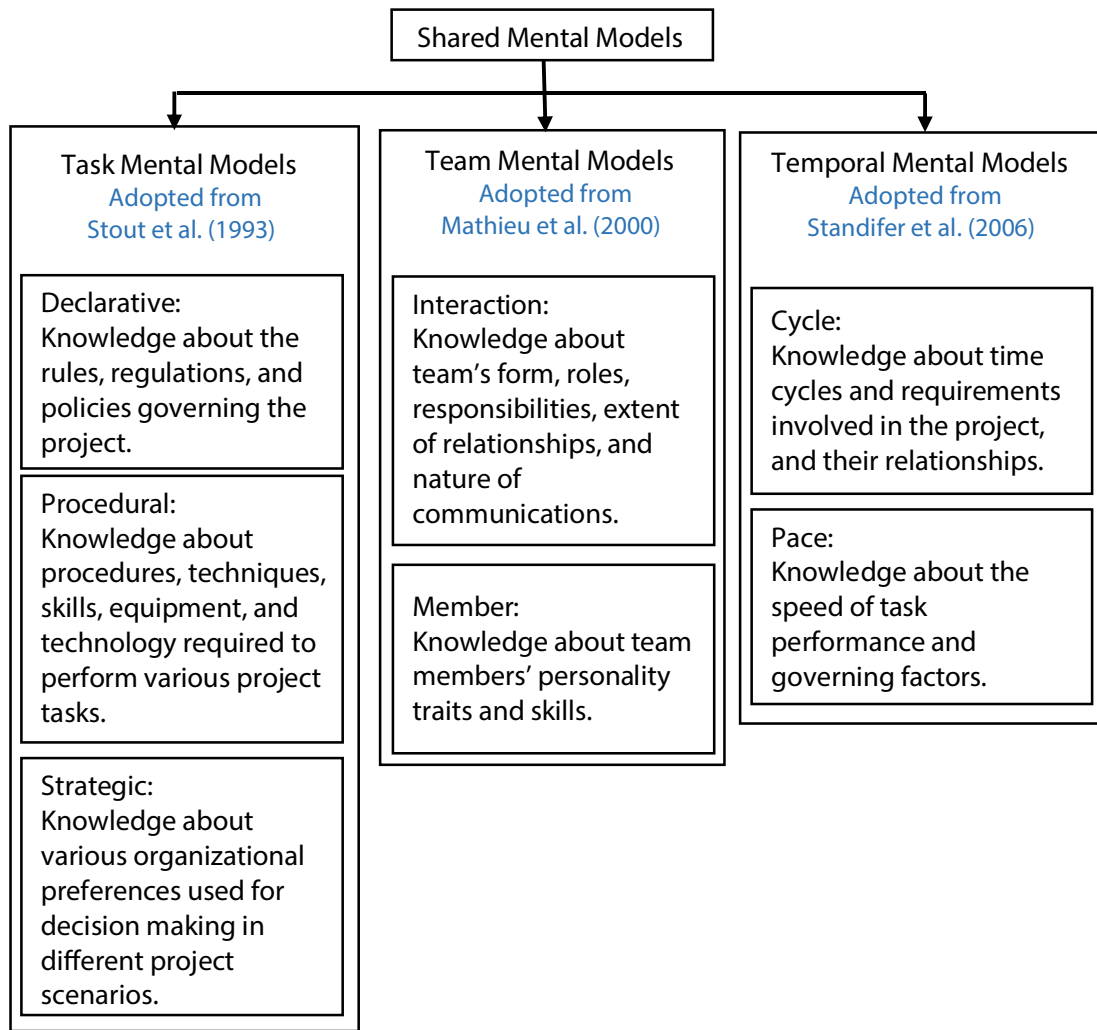 Shared Mental Models
Task Mental Models
Adopted from
Stout et al. (1993)
Declarative:
Knowledge about the
rules, regulations, and
policies governing the
project.
Procedural:
Knowledge about
procedures, techniques,
skills, equipment, and
technology required to
perform various project
tasks.
Strategic:
Knowledge about
various organizational
preferences used for
decision making in
different project
scenarios.
Team Mental Models
Adopted from
Mathieu et al. (2000)
Interaction:
Knowledge about
team’s form, roles,
responsibilities, extent
of relationships, and
nature of
communications.
Member:
Knowledge about team
members’ personality
traits and skills.
Temporal Mental Models
Adopted from
Standifer et al. (2006)
Cycle:
Knowledge about time
cycles and requirements
involved in the project,
and their relationships.
Pace:
Knowledge about the
speed of task
performance and
governing factors.